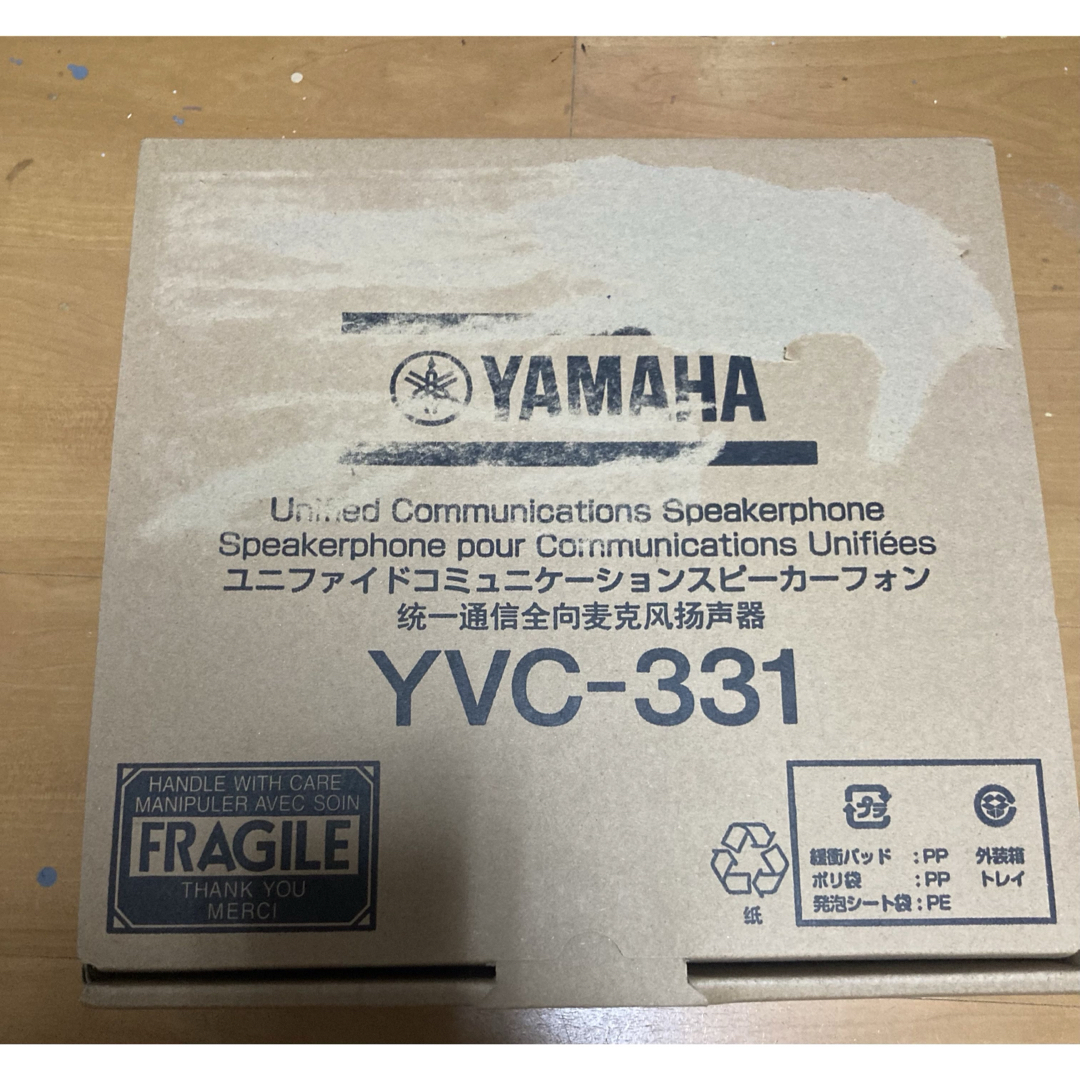 YAMAHA
Unified Communications Speakerphone
Speakerphone pour Communications Unifiées
ユニファイドコミュニケーションスピーカーフォン
统一通信全向麦克风扬声器
YVC-331
HANDLE WITH CARE
MANIPULER AVEC SOIN
FRAGILE
THANK YOU
MERCI
纸
プラ
緩衝パッド :PP 外装箱
ポリ袋 :PP トレイ
発泡シート袋:PE